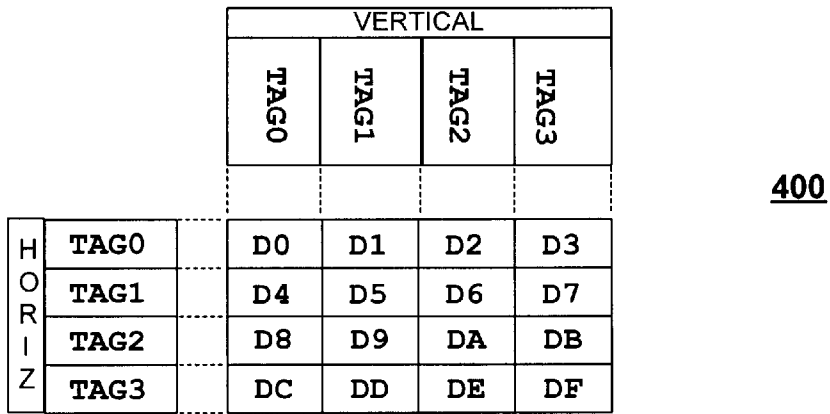 VERTICAL
TAG0 TAG1 TAG2 TAG3
400
HORIZ
TAG0 D0 D1 D2 D3
TAG1 D4 D5 D6 D7
TAG2 D8 D9 DA DB
TAG3 DC DD DE DF